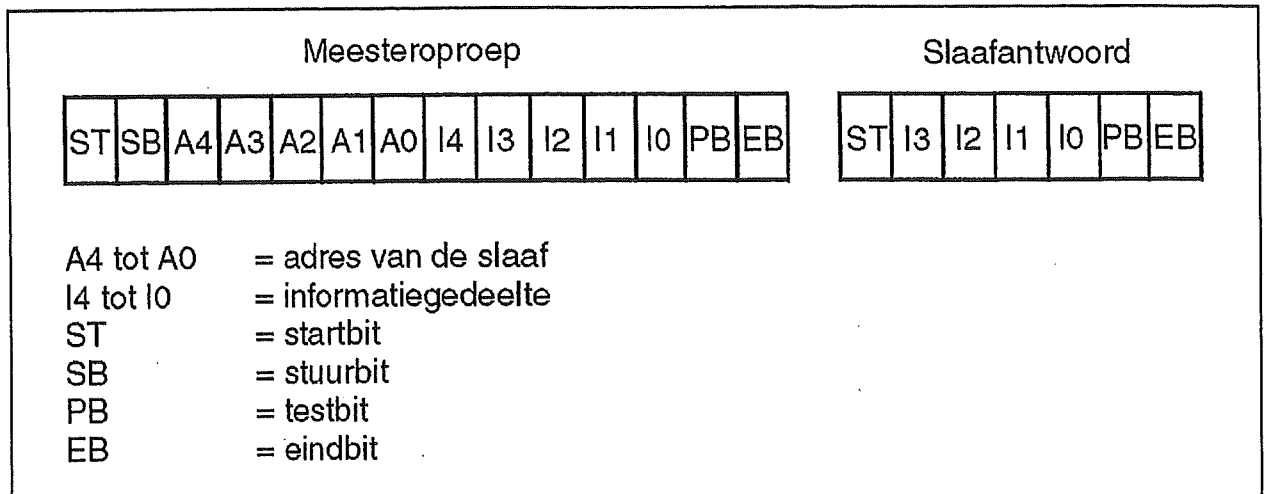 Meesteroproep Slaafantwoord
ST SB A4 A3 A2 A1 A0 I4 I3 I2 I1 I0 PB EB ST I3 I2 I1 I0 PB EB
A4 tot A0 = adres van de slaaf
I4 tot I0 = informatiegedeelte
ST = startbit
SB = stuurbit
PB = testbit
EB = eindbit